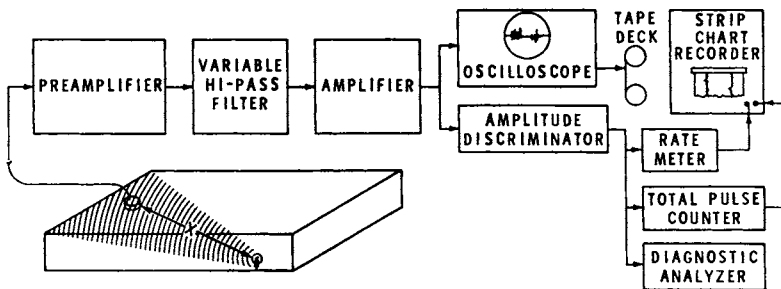 PREAMPLIFIER
VARIABLE
HI-PASS
FILTER
AMPLIFIER
OSCILLOSCOPE
TAPE
DECK
STRIP
CHART
RECORDER
AMPLITUDE
DISCRIMINATOR
RATE
METER
TOTAL PULSE
COUNTER
DIAGNOSTIC
ANALYZER
X